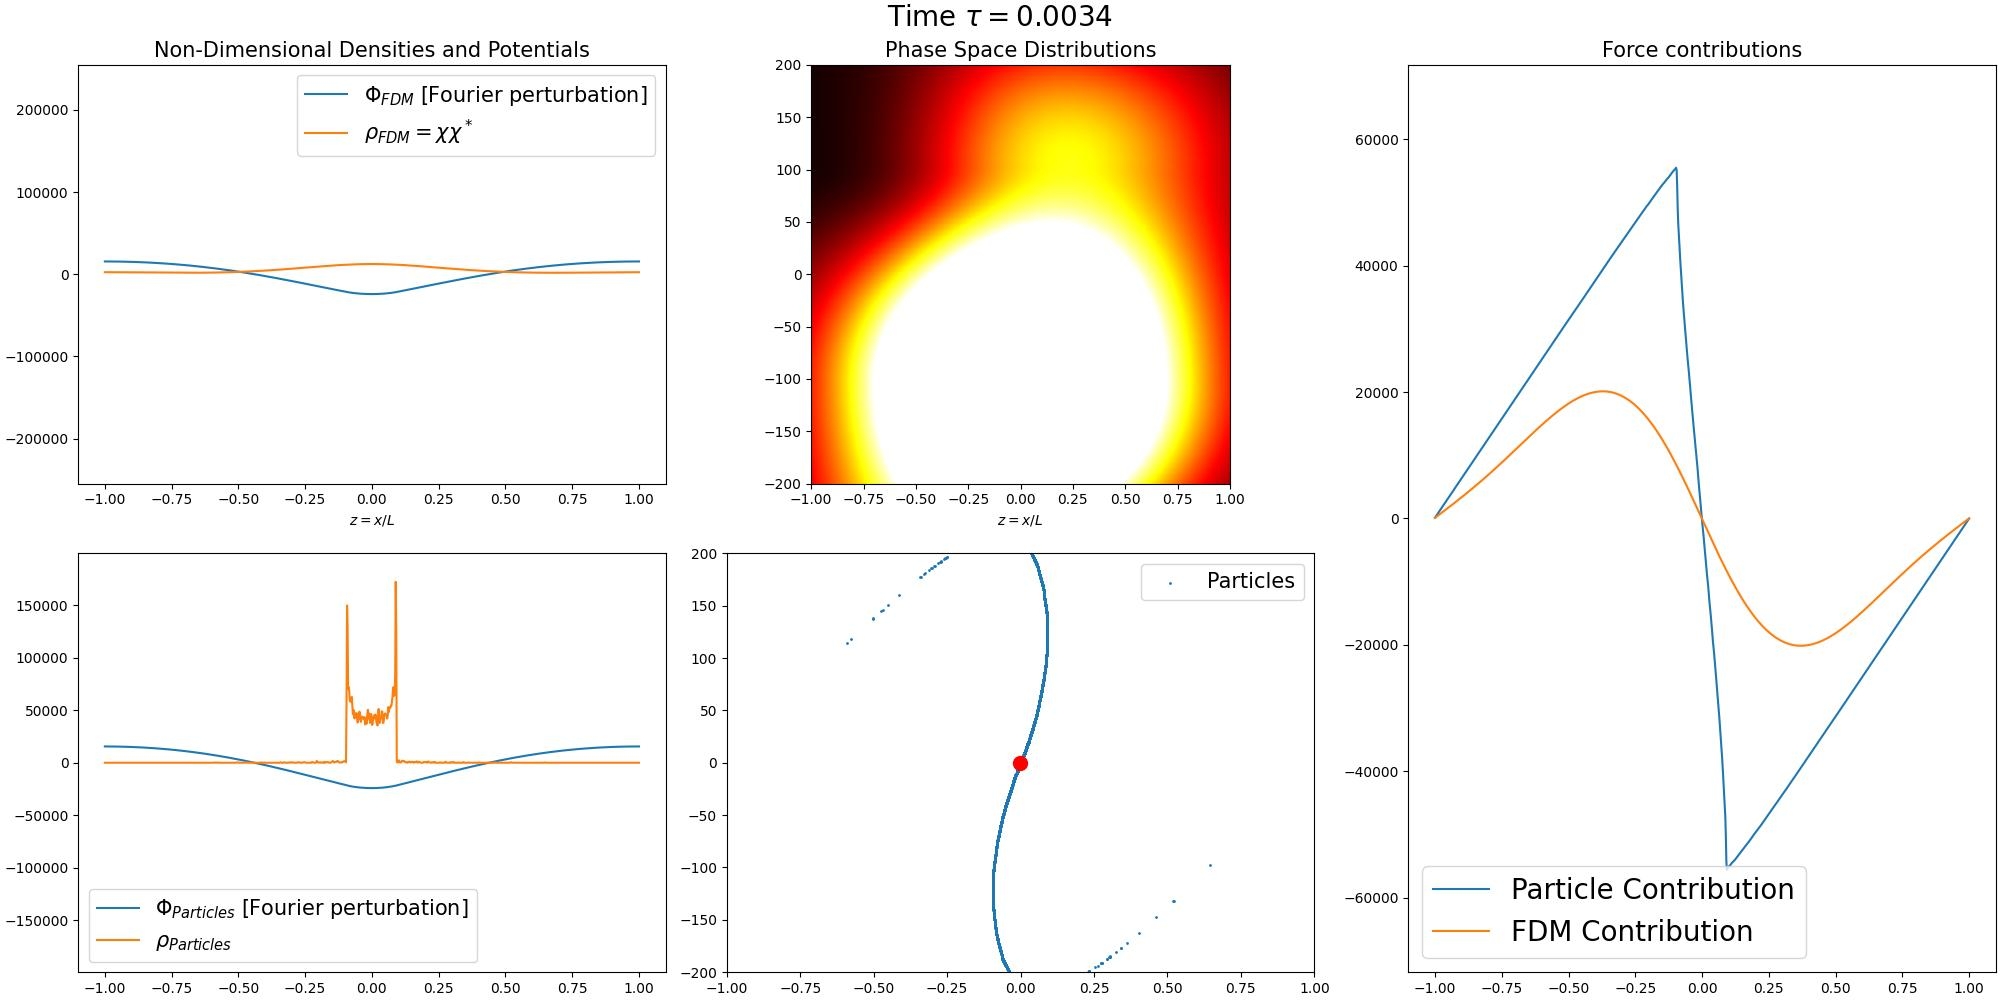 Time τ = 0.0034
Non-Dimensional Densities and Potentials
Φ_FDM [Fourier perturbation]
ρ_FDM = χχ*
200000
100000
0
−100000
−200000
−1.00 −0.75 −0.50 −0.25 0.00 0.25 0.50 0.75 1.00
z = x/L
Phase Space Distributions
200
150
100
50
0
−50
−100
−150
−200
−1.00 −0.75 −0.50 −0.25 0.00 0.25 0.50 0.75 1.00
z = x/L
Force contributions
60000
40000
20000
0
−20000
−40000
−60000
Particle Contribution
FDM Contribution
−1.00 −0.75 −0.50 −0.25 0.00 0.25 0.50 0.75 1.00
150000
100000
50000
0
−50000
−100000
−150000
Φ_Particles [Fourier perturbation]
ρ_Particles
−1.00 −0.75 −0.50 −0.25 0.00 0.25 0.50 0.75 1.00
Particles
200
150
100
50
0
−50
−100
−150
−200
−1.00 −0.75 −0.50 −0.25 0.00 0.25 0.50 0.75 1.00